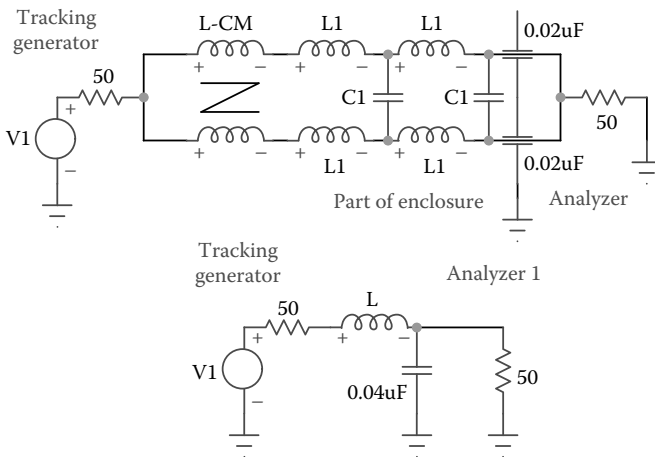 Tracking
generator
L-CM
L1
L1
0.02uF
50
+ − + − + −
+
V1
−
C1
C1
50
+ − + − + −
L1
L1
0.02uF
Part of enclosure
Analyzer
Tracking
generator
Analyzer 1
50
L
+
+ −
V1
−
0.04uF
50